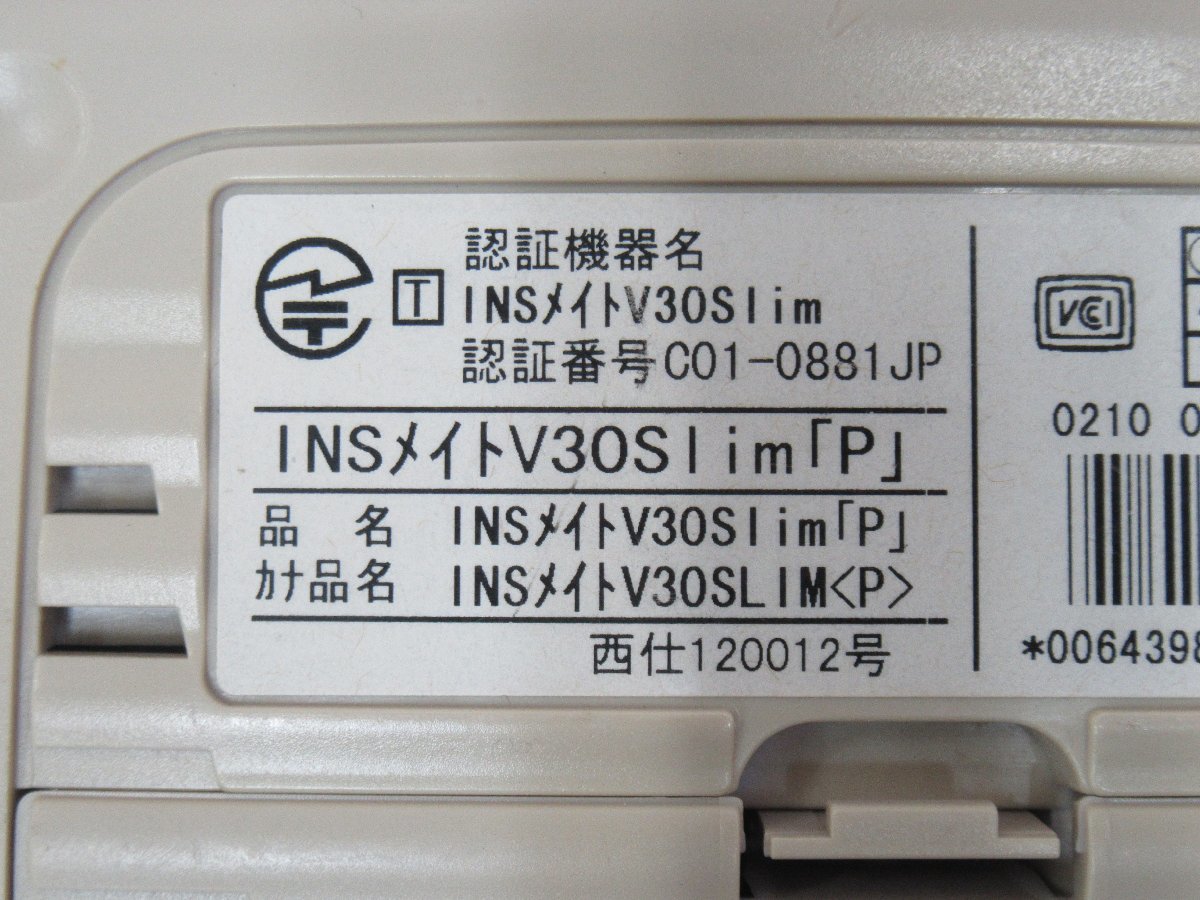 認証機器名
T INSメイトV30Slim
認証番号C01-0881JP
INSメイトV30Slim「P」
品 名 INSメイトV30Slim「P」
カナ品名 INSメイトV30SLIM<P>
西仕120012号
VCCI
0210
*0064398